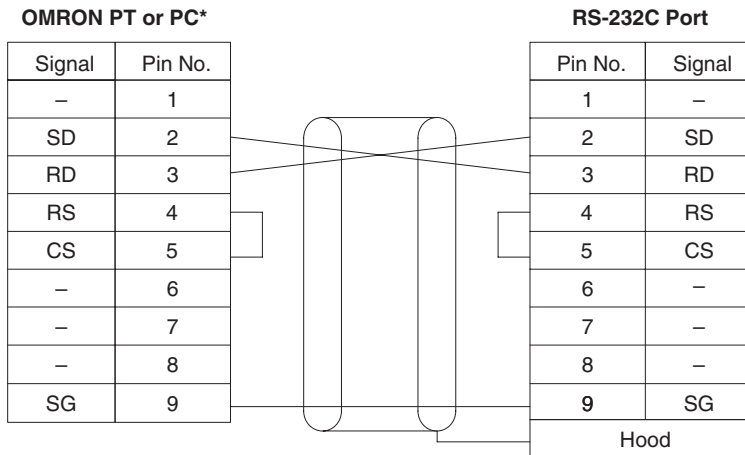 OMRON PT or PC* RS-232C Port
Signal Pin No. Pin No. Signal
– 1 1 –
SD 2 2 SD
RD 3 3 RD
RS 4 4 RS
CS 5 5 CS
– 6 6 –
– 7 7 –
– 8 8 –
SG 9 9 SG
Hood